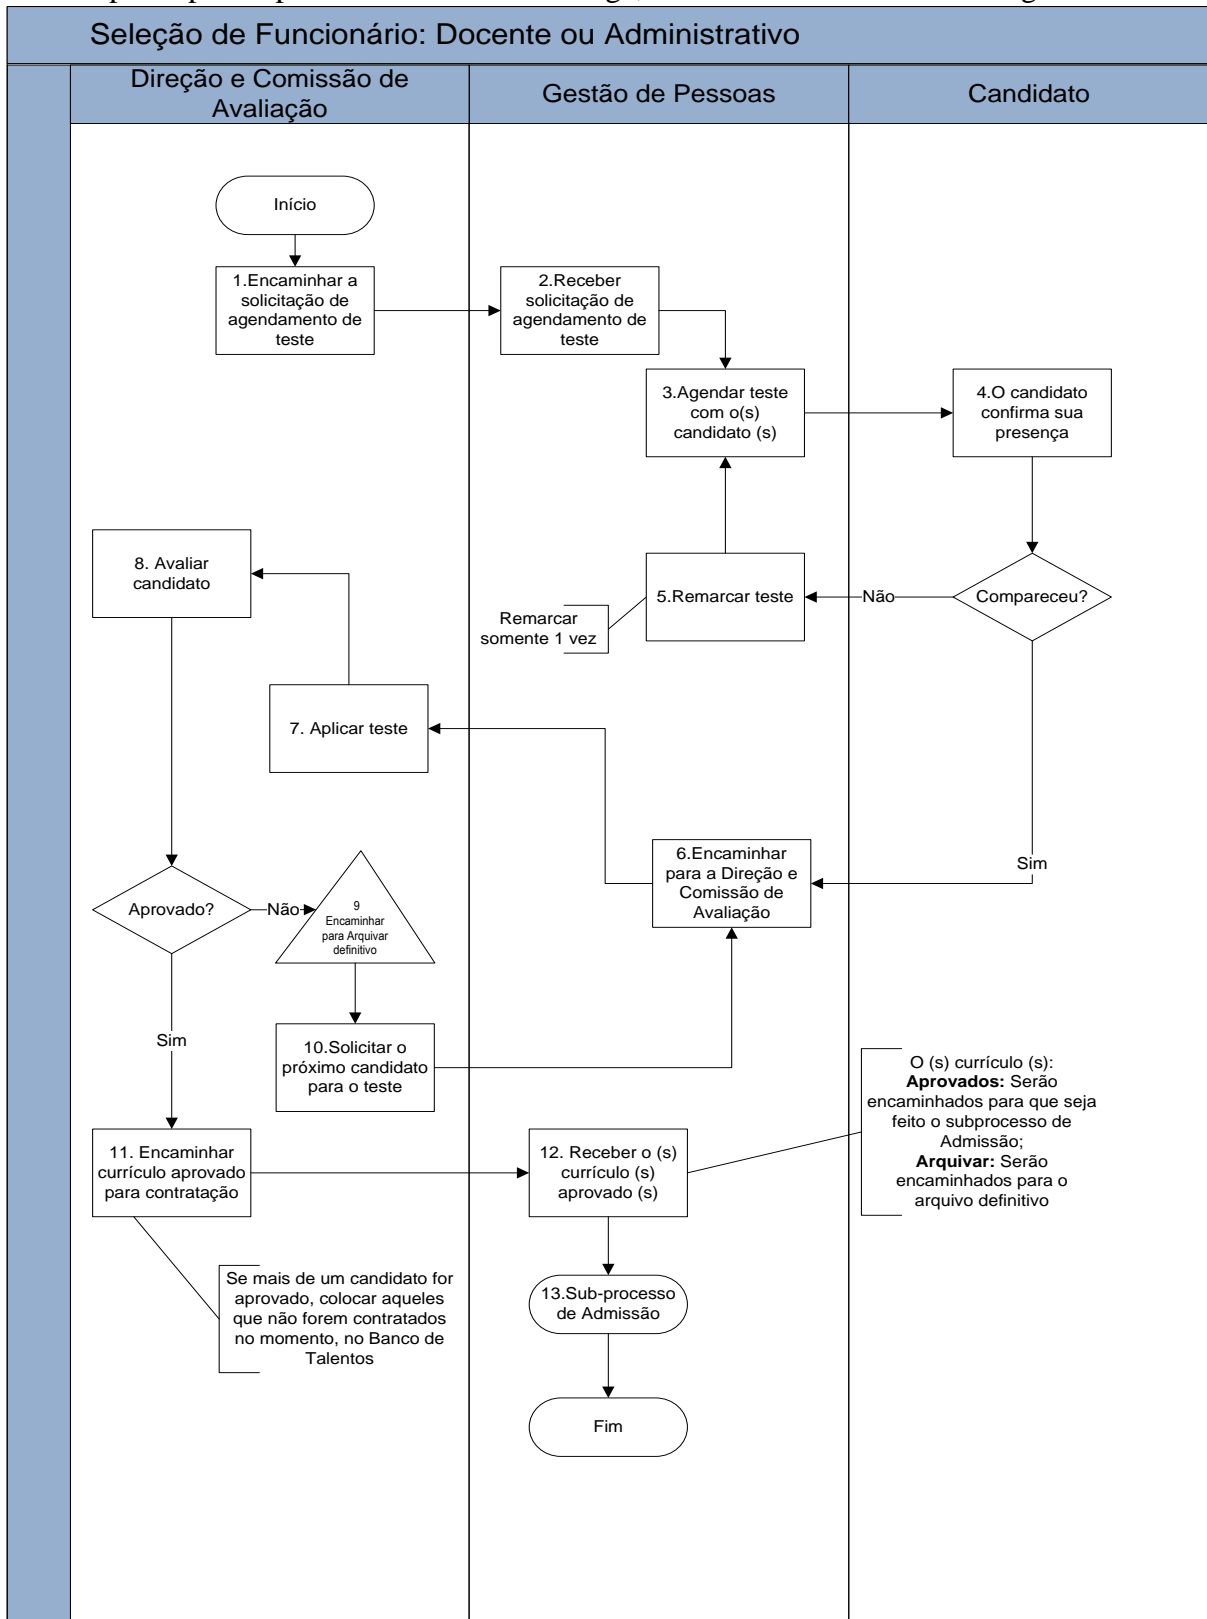 Seleção de Funcionário: Docente ou Administrativo
Direção e Comissão de
Avaliação
Gestão de Pessoas
Candidato
Início
1.Encaminhar a
solicitação de
agendamento de
teste
2.Receber
solicitação de
agendamento de
teste
3.Agendar teste
com o(s)
candidato (s)
4.O candidato
confirma sua
presença
8. Avaliar
candidato
5.Remarcar teste
Não
Compareceu?
Remarcar
somente 1 vez
7. Aplicar teste
6.Encaminhar
para a Direção e
Comissão de
Avaliação
Sim
Aprovado?
Não
9
Encaminhar
para Arquivar
definitivo
Sim
10.Solicitar o
próximo candidato
para o teste
O (s) currículo (s):
Aprovados: Serão
encaminhados para que seja
feito o subprocesso de
Admissão;
Arquivar: Serão
encaminhados para o
arquivo definitivo
11. Encaminhar
currículo aprovado
para contratação
12. Receber o (s)
currículo (s)
aprovado (s)
Se mais de um candidato for
aprovado, colocar aqueles
que não forem contratados
no momento, no Banco de
Talentos
13.Sub-processo
de Admissão
Fim